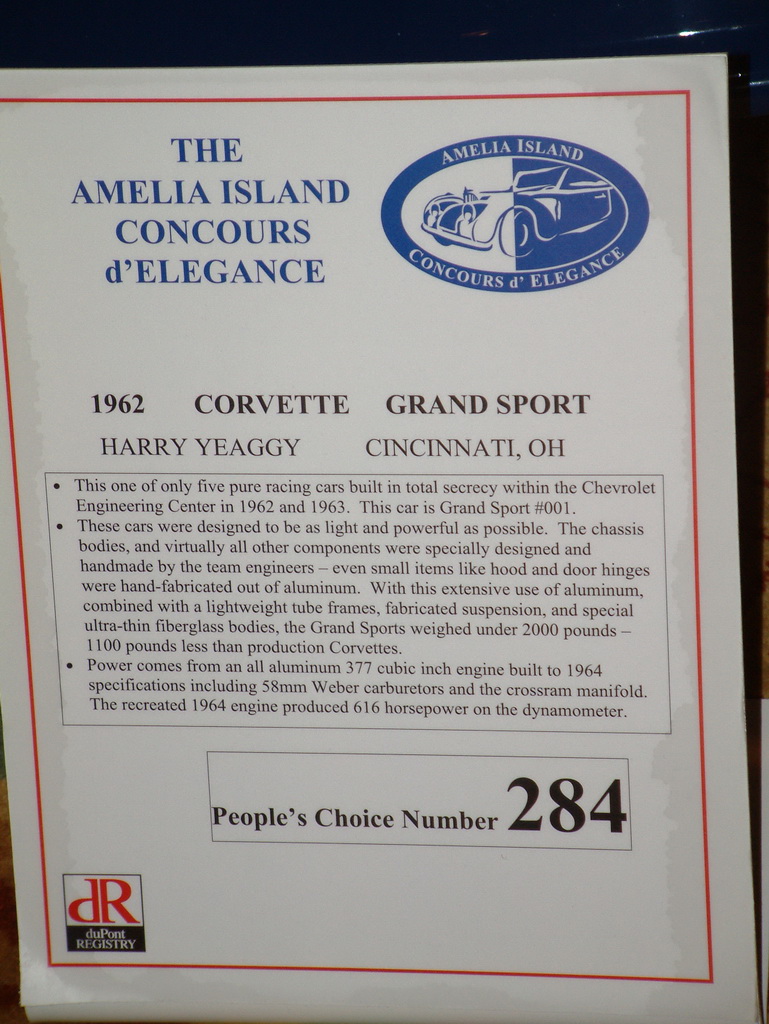 THE
AMELIA ISLAND
CONCOURS
d'ELEGANCE
AMELIA ISLAND
CONCOURS d' ELEGANCE
1962 CORVETTE GRAND SPORT
HARRY YEAGGY CINCINNATI, OH
• This one of only five pure racing cars built in total secrecy within the Chevrolet
Engineering Center in 1962 and 1963. This car is Grand Sport #001.
• These cars were designed to be as light and powerful as possible. The chassis
bodies, and virtually all other components were specially designed and
handmade by the team engineers – even small items like hood and door hinges
were hand-fabricated out of aluminum. With this extensive use of aluminum,
combined with a lightweight tube frames, fabricated suspension, and special
ultra-thin fiberglass bodies, the Grand Sports weighed under 2000 pounds –
1100 pounds less than production Corvettes.
• Power comes from an all aluminum 377 cubic inch engine built to 1964
specifications including 58mm Weber carburetors and the crossram manifold.
The recreated 1964 engine produced 616 horsepower on the dynamometer.
People's Choice Number 284
dR
duPont
REGISTRY